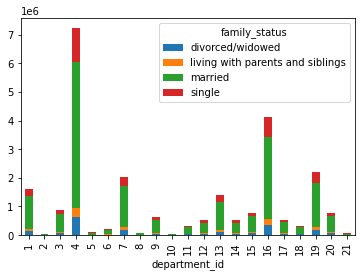 1e6
family_status
divorced/widowed
living with parents and siblings
married
single
7
6
5
4
3
2
1
0
1 2 3 4 5 6 7 8 9 10 11 12 13 14 15 16 17 18 19 20 21
department_id